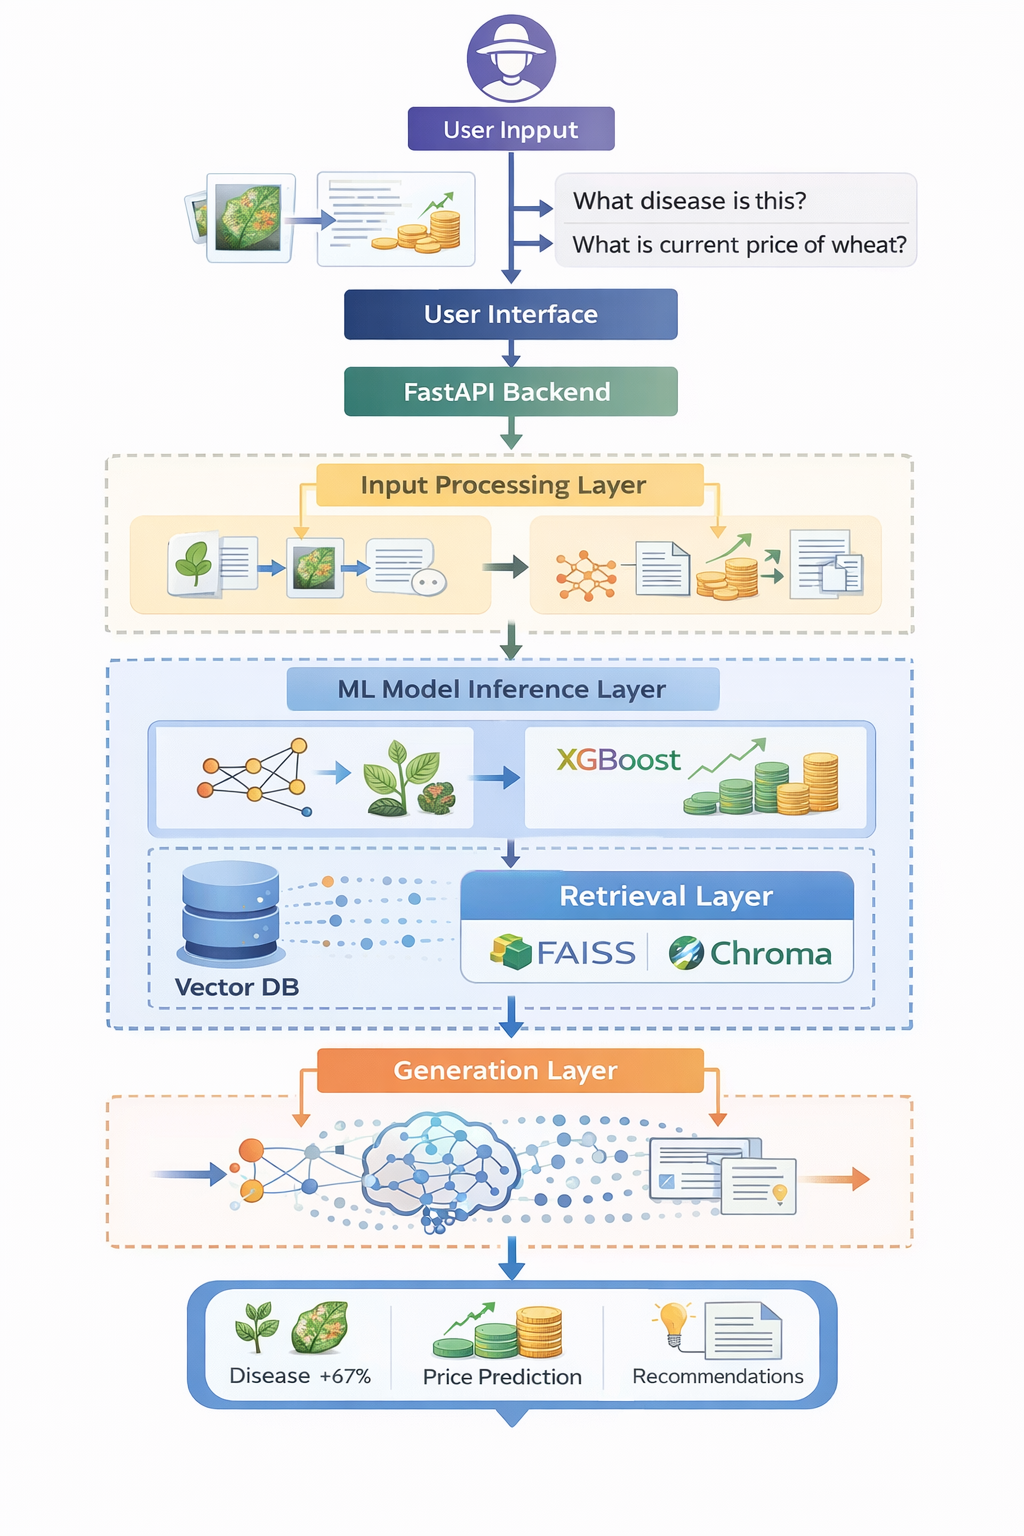 User Inpput
What disease is this?
What is current price of wheat?
User Interface
FastAPI Backend
Input Processing Layer
ML Model Inference Layer
XGBoost
Retrieval Layer
FAISS
Chroma
Vector DB
Generation Layer
Disease +67%
Price Prediction
Recommendations